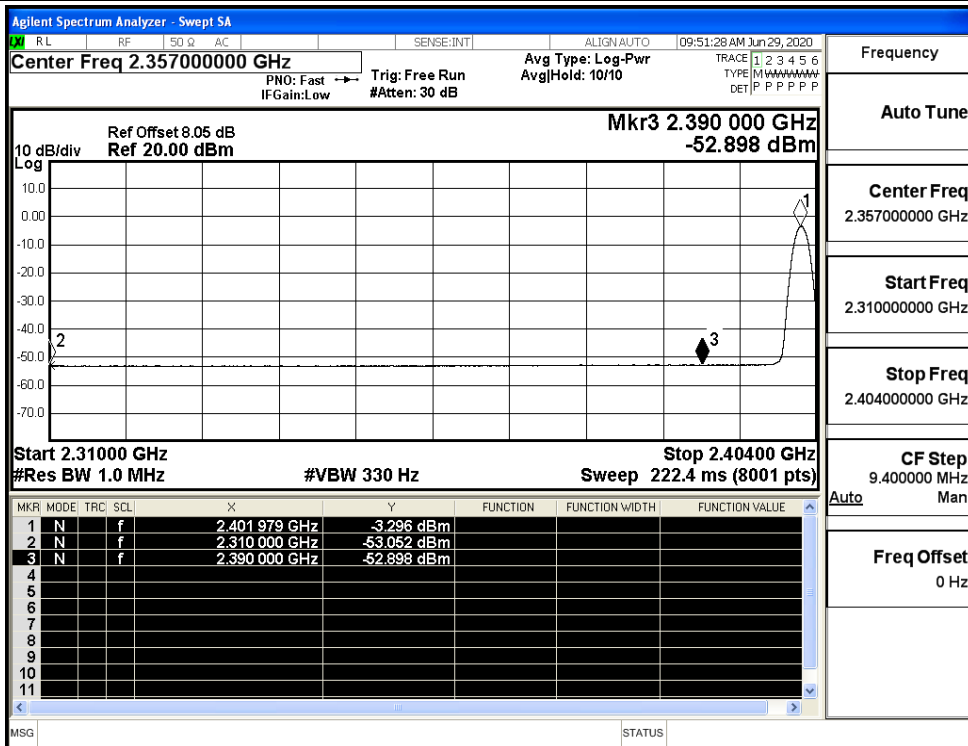 Agilent Spectrum Analyzer - Swept SA
LXI RL RF 50 Ω AC SENSE:INT ALIGN AUTO 09:51:28 AM Jun 29, 2020
Center Freq 2.357000000 GHz
PNO: Fast
IFGain:Low
Trig: Free Run
#Atten: 30 dB
Avg Type: Log-Pwr
Avg|Hold: 10/10
TRACE 1 2 3 4 5 6
TYPE M W W W W W
DET P P P P P P
Ref Offset 8.05 dB
10 dB/div Ref 20.00 dBm
Log
Mkr3 2.390 000 GHz
-52.898 dBm
10.0
0.00
-10.0
-20.0
-30.0
-40.0
-50.0
-60.0
-70.0
1
2
3
Start 2.31000 GHz Stop 2.40400 GHz
#Res BW 1.0 MHz #VBW 330 Hz Sweep 222.4 ms (8001 pts)
MKR MODE TRC SCL X Y FUNCTION FUNCTION WIDTH FUNCTION VALUE
1 N f 2.401 979 GHz -3.296 dBm
2 N f 2.310 000 GHz -53.052 dBm
3 N f 2.390 000 GHz -52.898 dBm
4
5
6
7
8
9
10
11
MSG STATUS
Frequency
Auto Tune
Center Freq
2.357000000 GHz
Start Freq
2.310000000 GHz
Stop Freq
2.404000000 GHz
CF Step
9.400000 MHz
Auto Man
Freq Offset
0 Hz